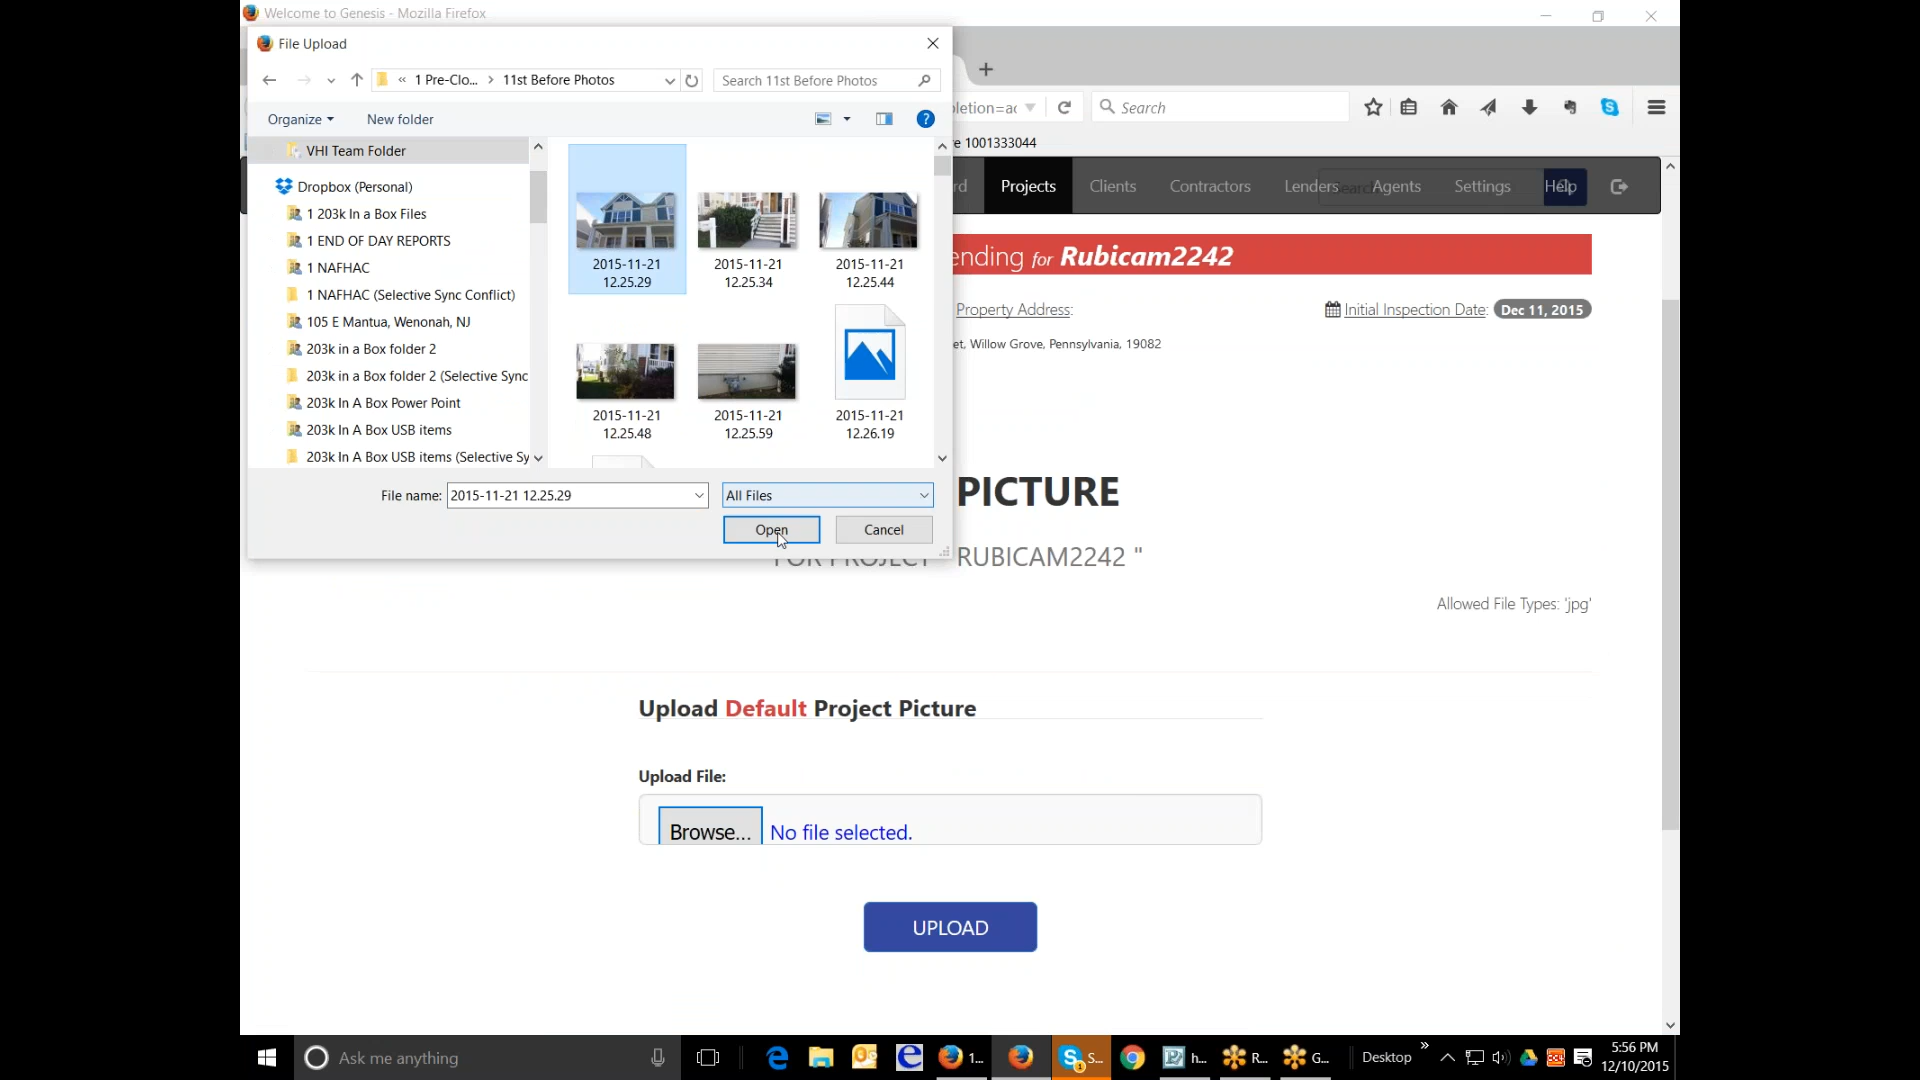 Welcome to Genesis - Mozilla Firefox
File Upload
« 1 Pre-Clo... > 11st Before Photos
Search 11st Before Photos
Search
Organize
New folder
e 1001333044
VHI Team Folder
Dropbox (Personal)
1 203k In a Box Files
1 END OF DAY REPORTS
1 NAFHAC
1 NAFHAC (Selective Sync Conflict)
105 E Mantua, Wenonah, NJ
203k in a Box folder 2
203k in a Box folder 2 (Selective Sync
203k In A Box Power Point
203k In A Box USB items
203k In A Box USB items (Selective Sy
2015-11-21 12.25.29
2015-11-21 12.25.34
2015-11-21 12.25.44
2015-11-21 12.25.48
2015-11-21 12.25.59
2015-11-21 12.26.19
File name: 2015-11-21 12.25.29
All Files
Open
Cancel
rd Projects Clients Contractors Lenders Agents Settings Help
ending for Rubicam2242
Property Address:
Initial Inspection Date: Dec 11, 2015
et, Willow Grove, Pennsylvania, 19082
PICTURE
FOR PROJECT " RUBICAM2242 "
Allowed File Types: 'jpg'
Upload Default Project Picture
Upload File:
Browse... No file selected.
UPLOAD
Ask me anything
1...
S...
h...
R...
G...
Desktop
5:56 PM
12/10/2015